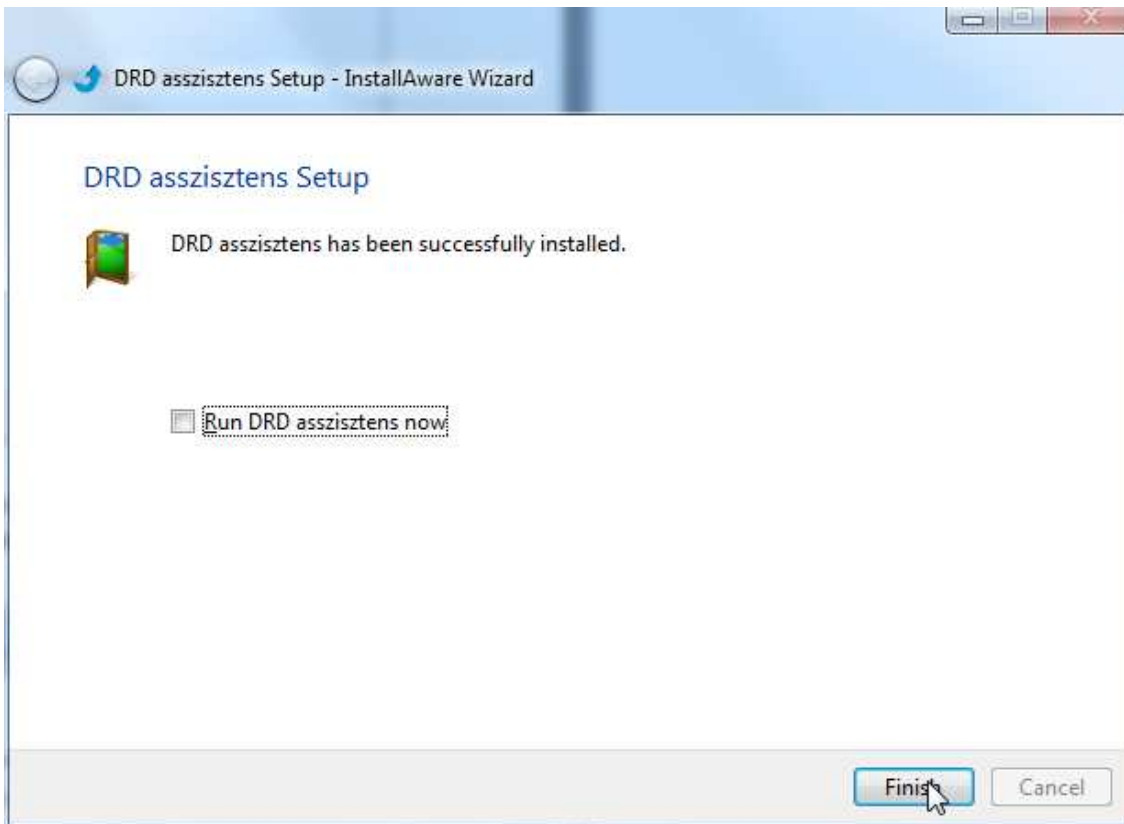 DRD asszisztens Setup - InstallAware Wizard
DRD asszisztens Setup
DRD asszisztens has been successfully installed.
Run DRD asszisztens now
Finish
Cancel